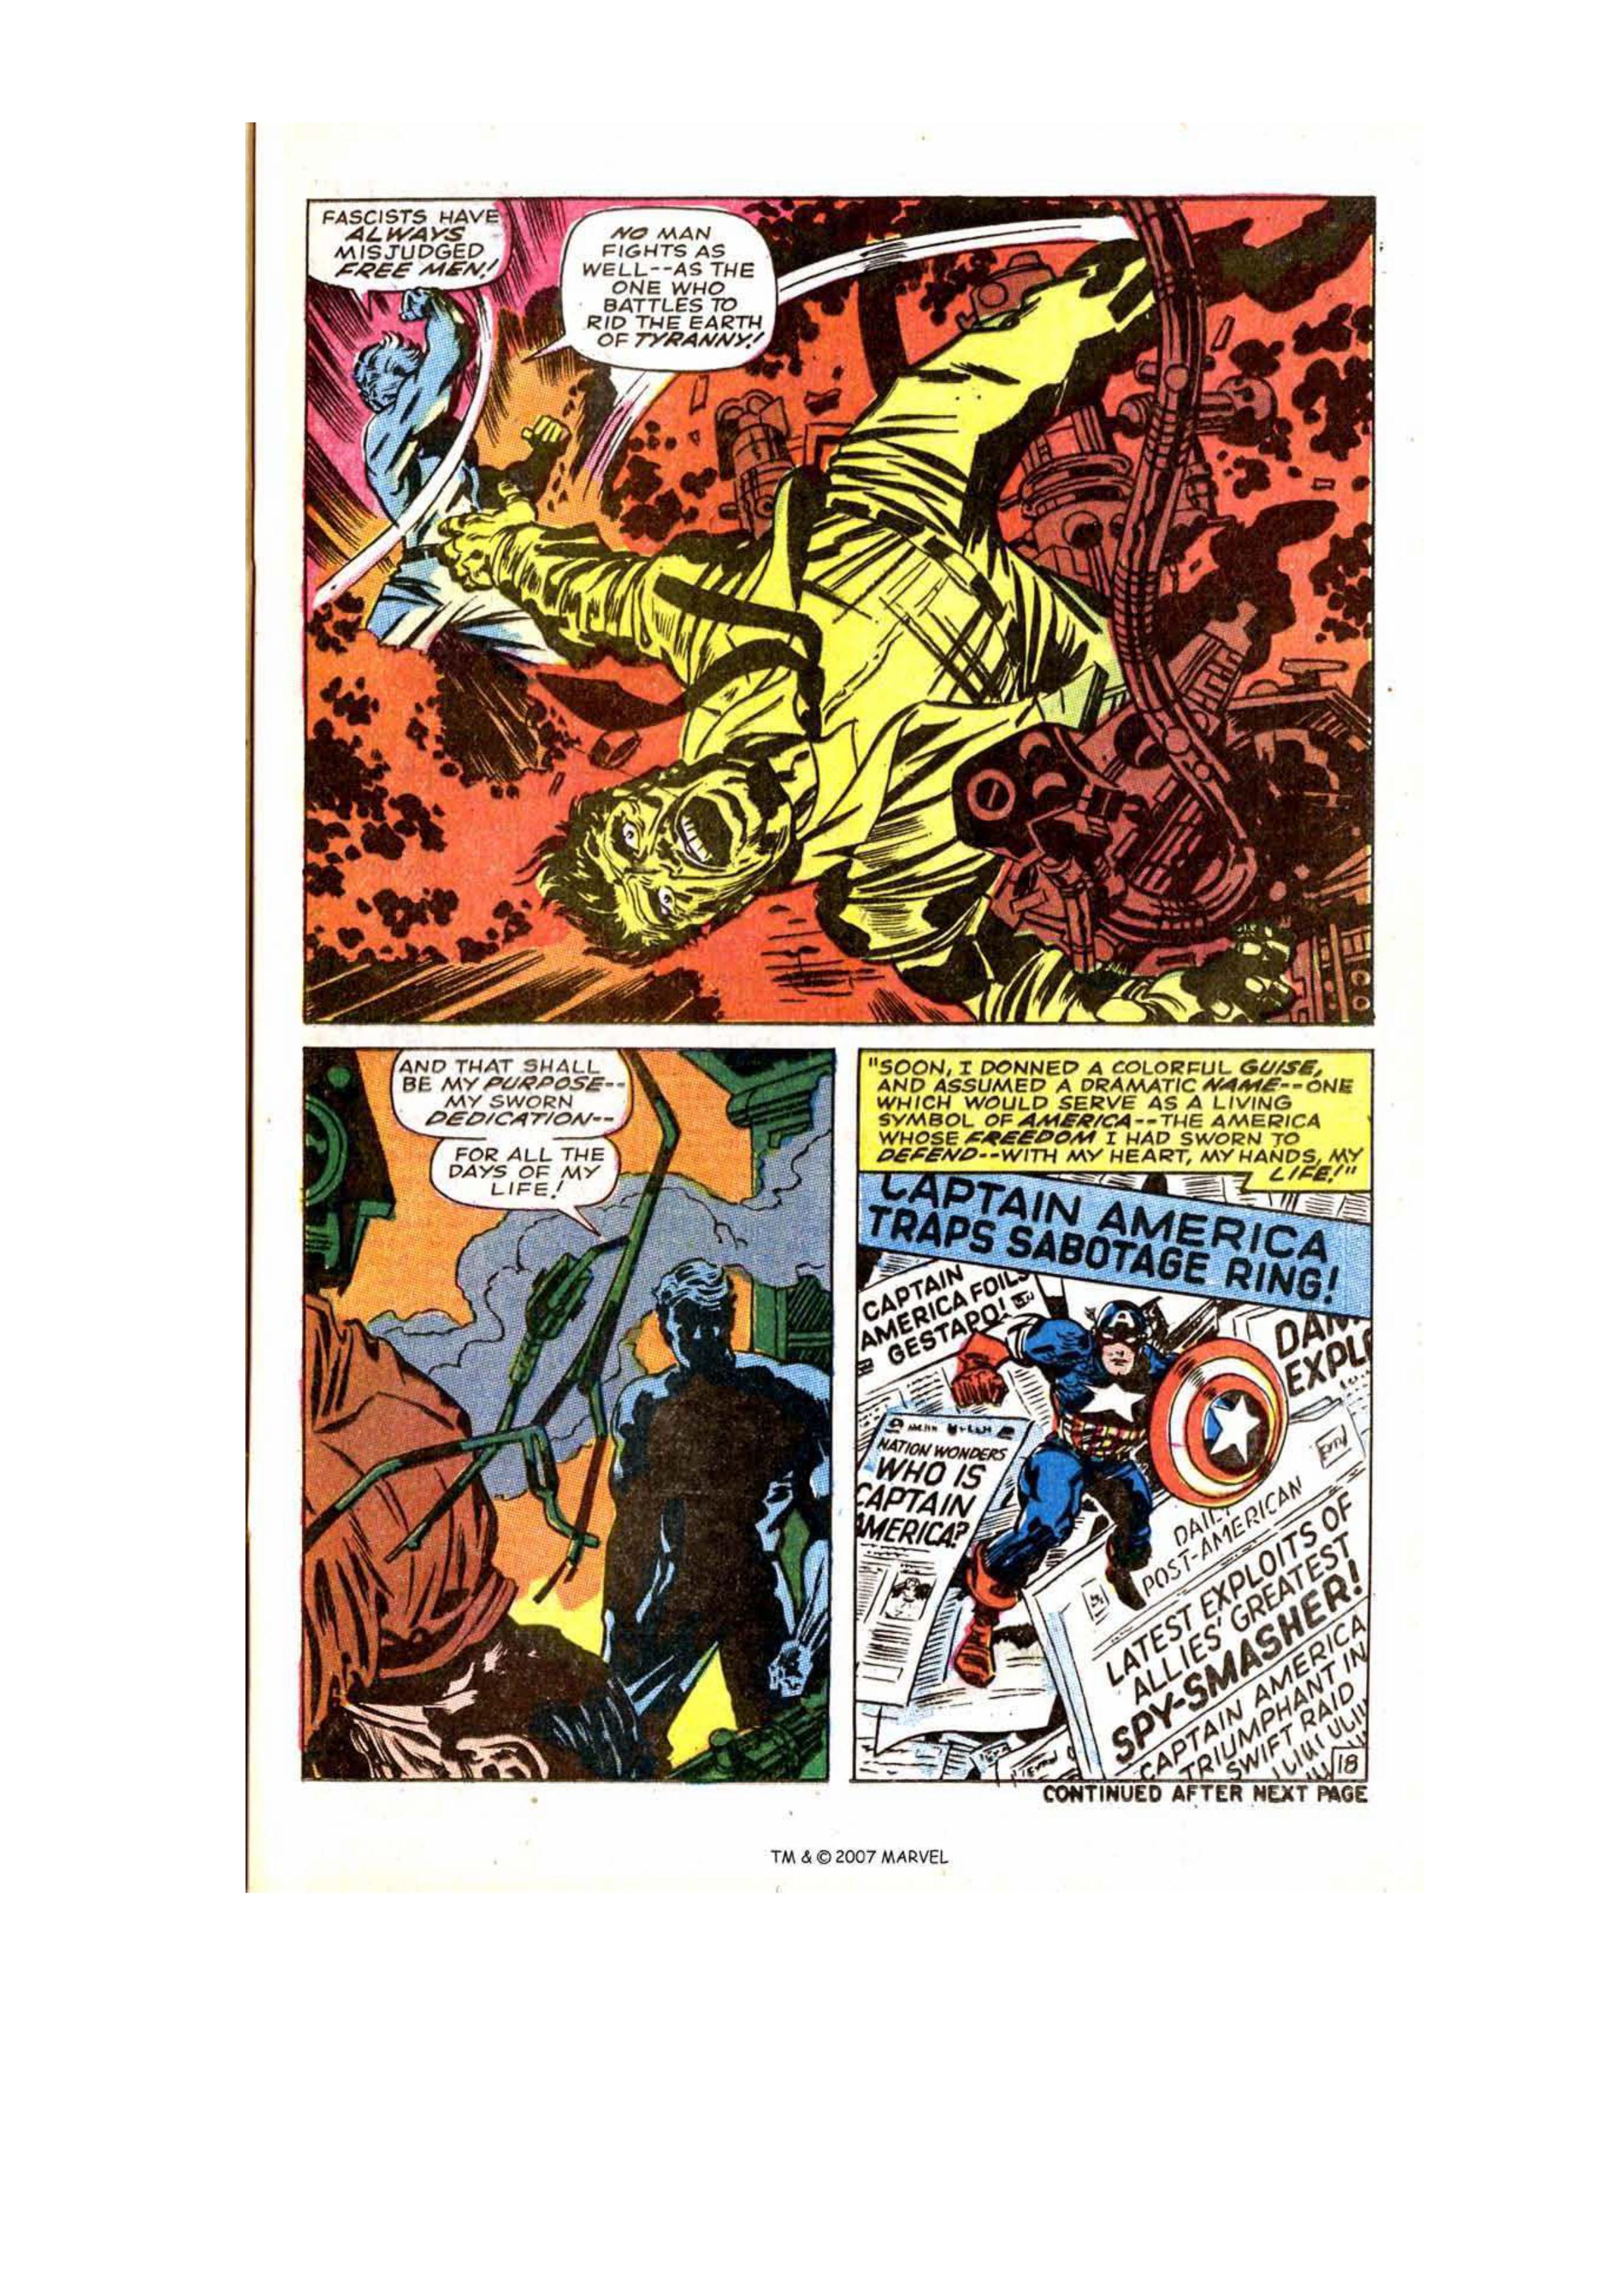 FASCISTS HAVE
ALWAYS
MISJUDGED
FREE MEN!
NO MAN
FIGHTS AS
WELL--AS THE
ONE WHO
BATTLES TO
RID THE EARTH
OF TYRANNY!
AND THAT SHALL
BE MY PURPOSE--
MY SWORN
DEDICATION--
FOR ALL THE
DAYS OF MY
LIFE!
"SOON, I DONNED A COLORFUL GUISE,
AND ASSUMED A DRAMATIC NAME--ONE
WHICH WOULD SERVE AS A LIVING
SYMBOL OF AMERICA--THE AMERICA
WHOSE FREEDOM I HAD SWORN TO
DEFEND--WITH MY HEART, MY HANDS, MY
LIFE!"
CAPTAIN AMERICA
TRAPS SABOTAGE RING!
CAPTAIN
AMERICA FOILS
GESTAPO!
EXPL
NATION WONDERS
WHO IS
CAPTAIN
AMERICA?
POST-AMERICAN
LATEST EXPLOITS OF
ALLIES' GREATEST
SPY-SMASHER!
CAPTAIN AMERICA
TRIUMPHANT IN
SWIFT RAID
18
CONTINUED AFTER NEXT PAGE
TM & © 2007 MARVEL